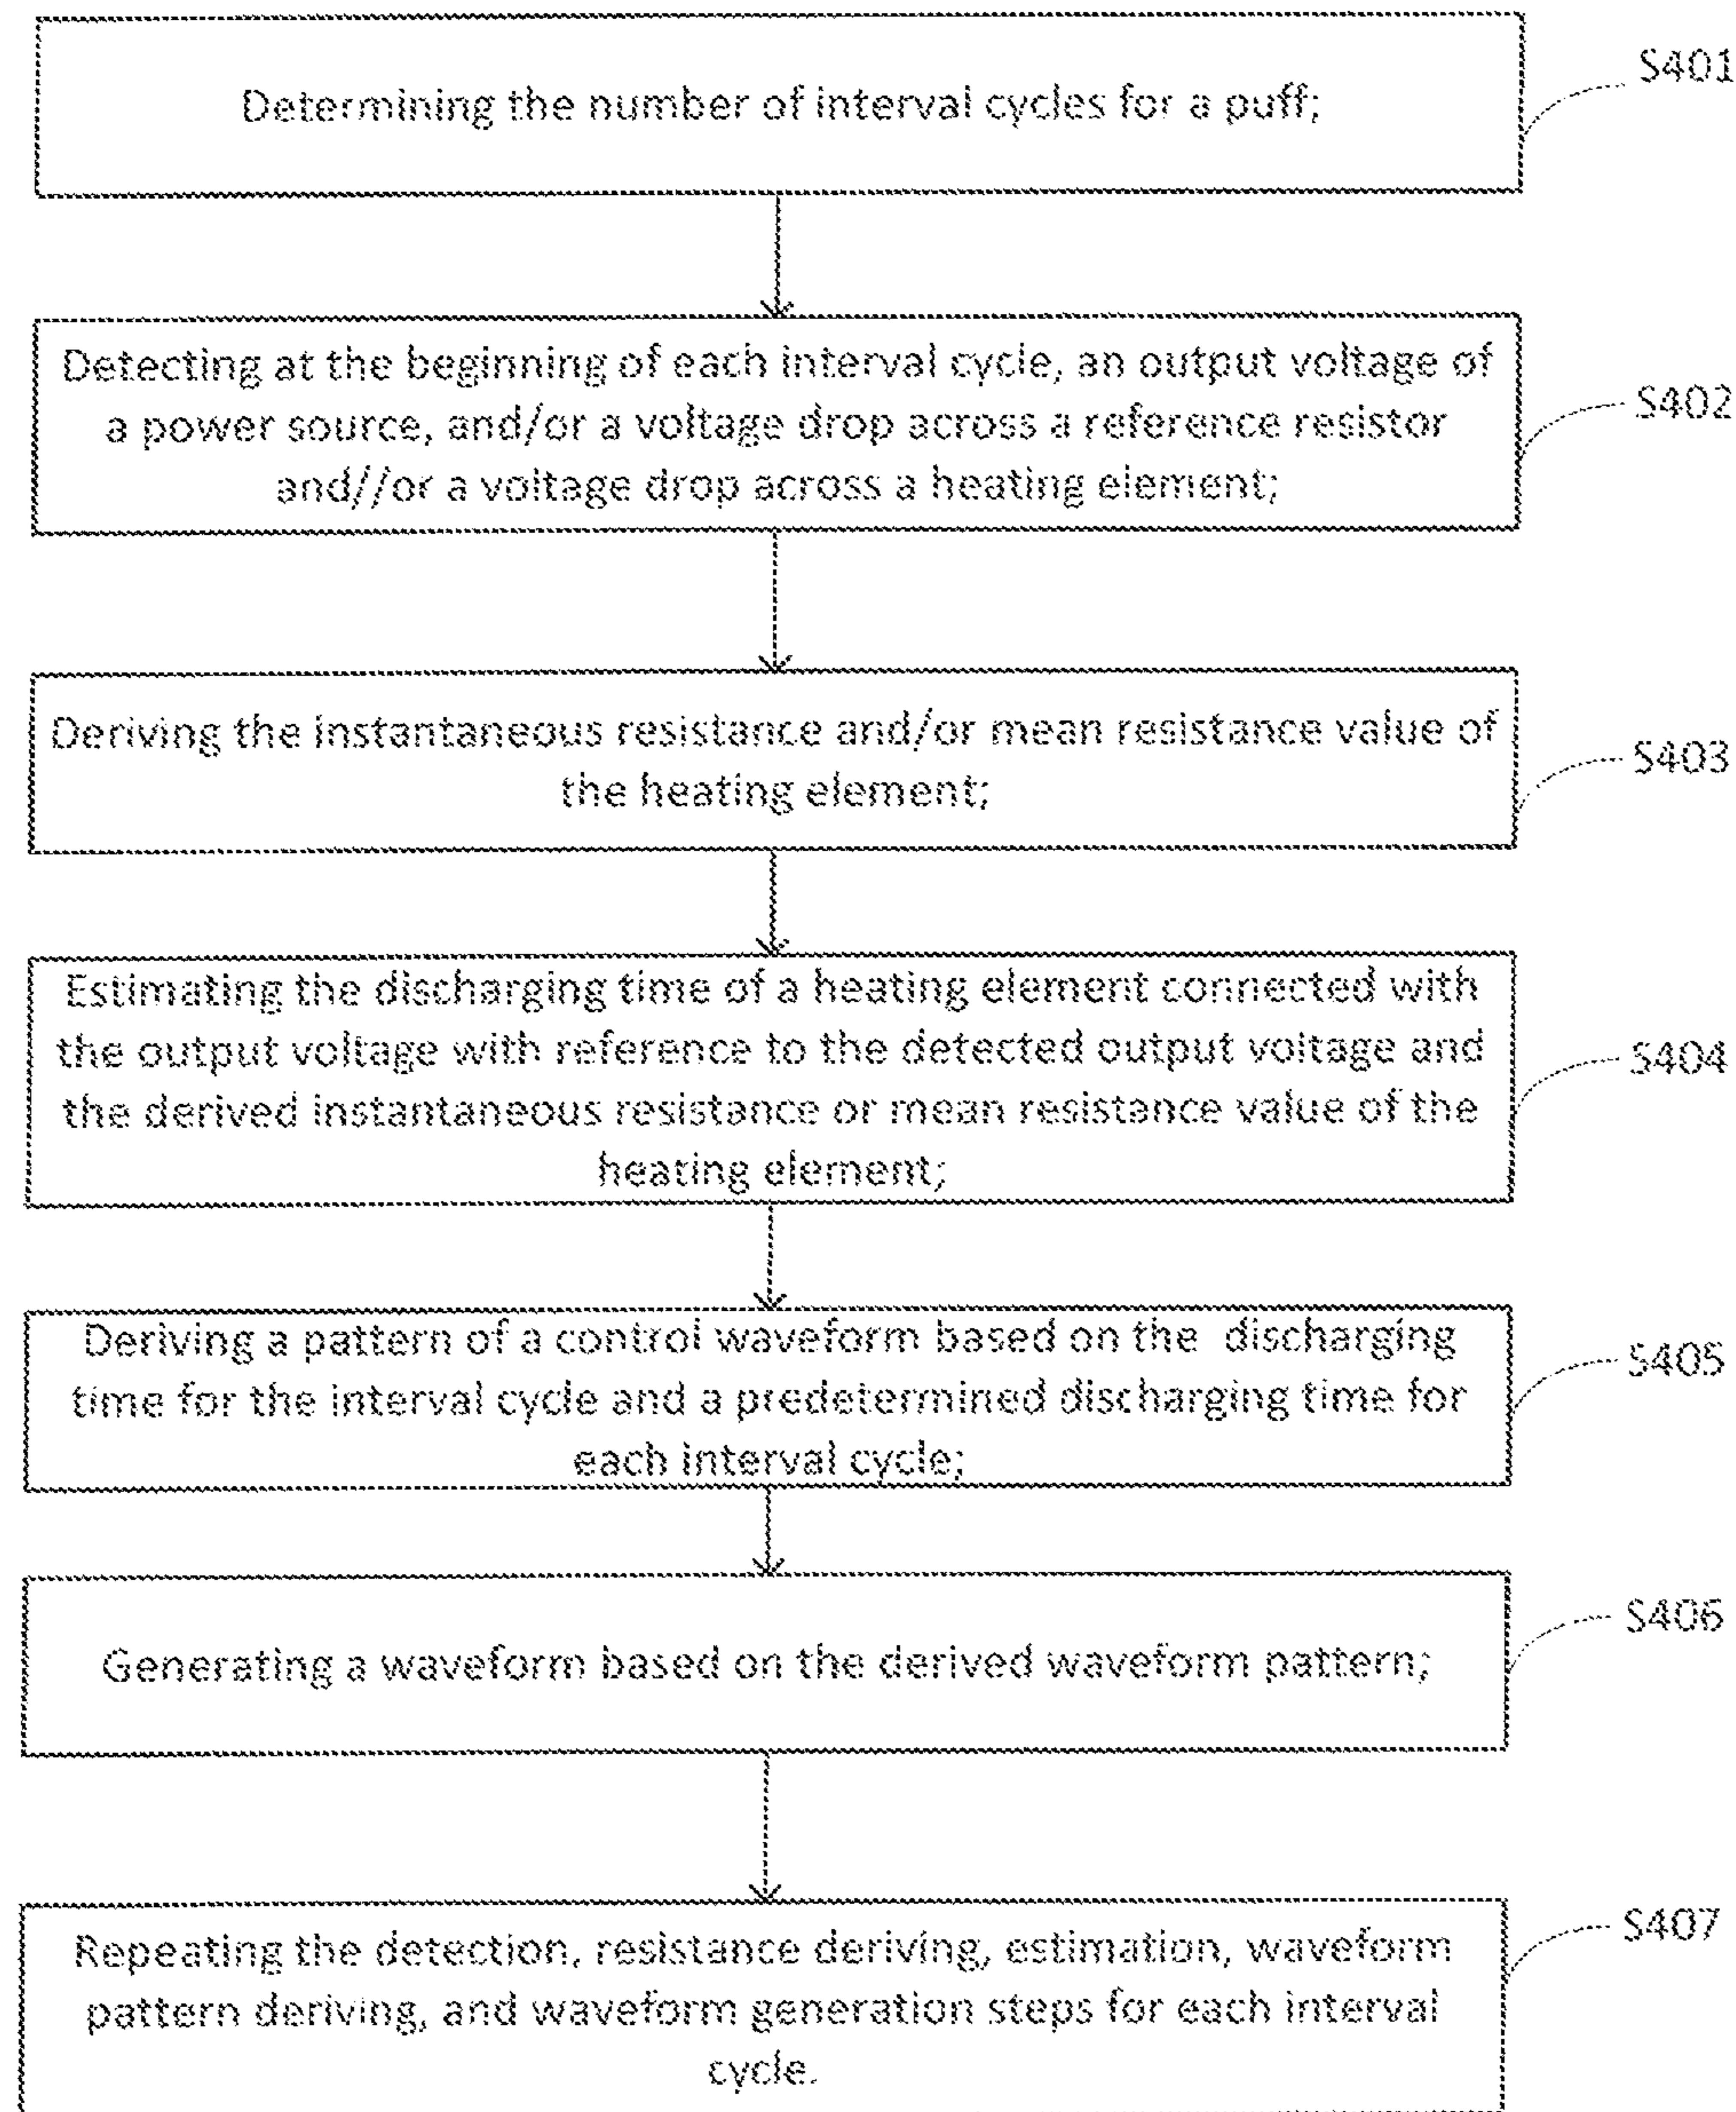 Determining the number of interval cycles for a puff;
S401
Detecting at the beginning of each interval cycle, an output voltage of
a power source, and/or a voltage drop across a reference resistor
and//or a voltage drop across a heating element;
S402
Deriving the instantaneous resistance and/or mean resistance value of
the heating element;
S403
Estimating the discharging time of a heating element connected with
the output voltage with reference to the detected output voltage and
the derived instantaneous resistance or mean resistance value of the
heating element;
S404
Deriving a pattern of a control waveform based on the discharging
time for the interval cycle and a predetermined discharging time for
each interval cycle;
S405
Generating a waveform based on the derived waveform pattern;
S406
Repeating the detection, resistance deriving, estimation, waveform
pattern deriving, and waveform generation steps for each interval
cycle.
S407